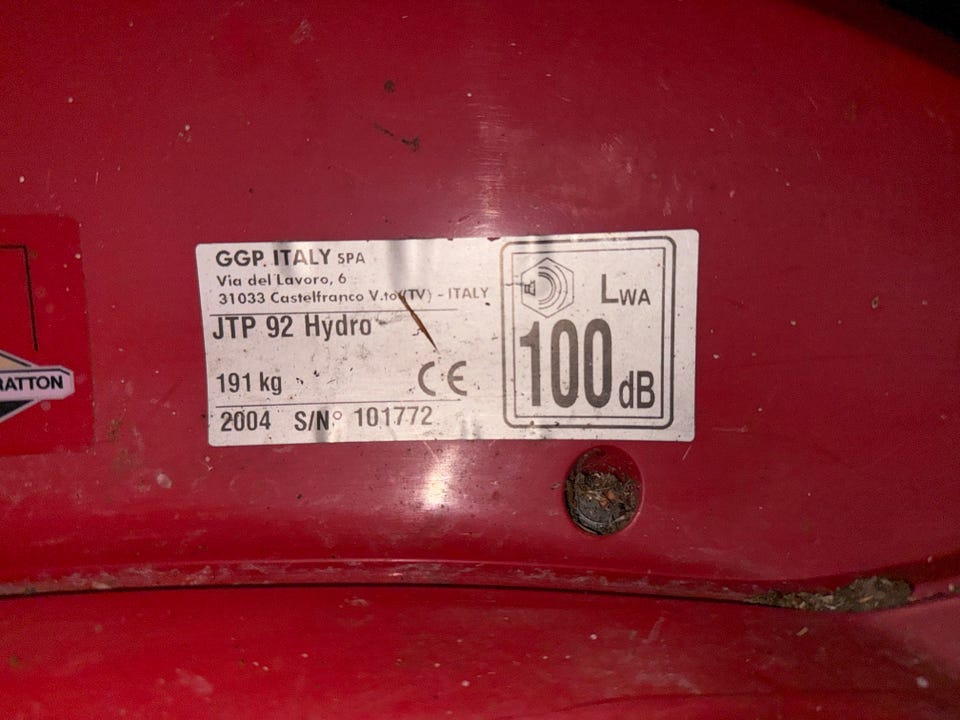 GGP ITALY SPA
Via del Lavoro, 6
31033 Castelfranco V.to (TV) - ITALY
JTP 92 Hydro
191 kg
CE
2004 S/N° 101772
LWA
100 dB
RATTON